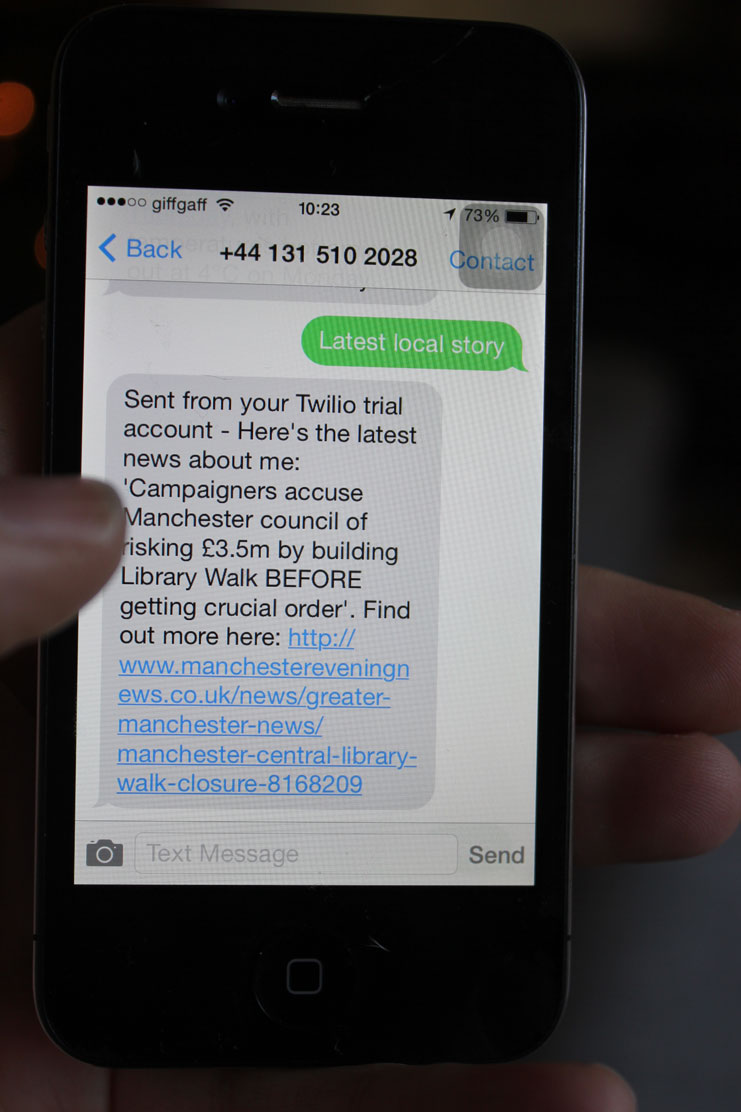 giffgaff 10:23 73%
Back +44 131 510 2028 Contact
out at 4°C on Monday
Latest local story
Sent from your Twilio trial
account - Here's the latest
news about me:
'Campaigners accuse
Manchester council of
risking £3.5m by building
Library Walk BEFORE
getting crucial order'. Find
out more here: http://
www.manchestereveningn
ews.co.uk/news/greater-
manchester-news/
manchester-central-library-
walk-closure-8168209
Text Message Send